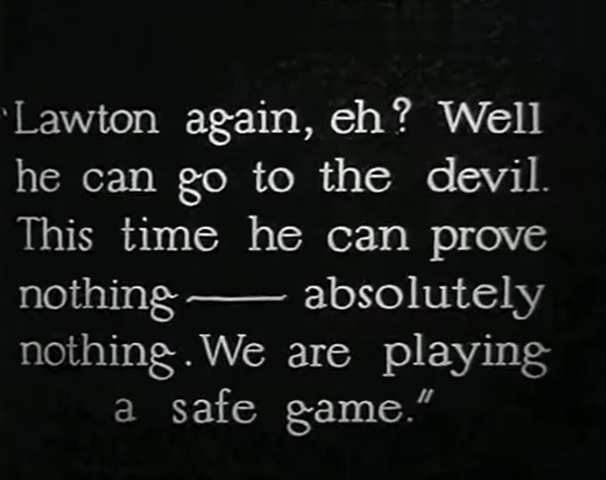 "Lawton again, eh? Well
he can go to the devil.
This time he can prove
nothing — absolutely
nothing. We are playing
a safe game."